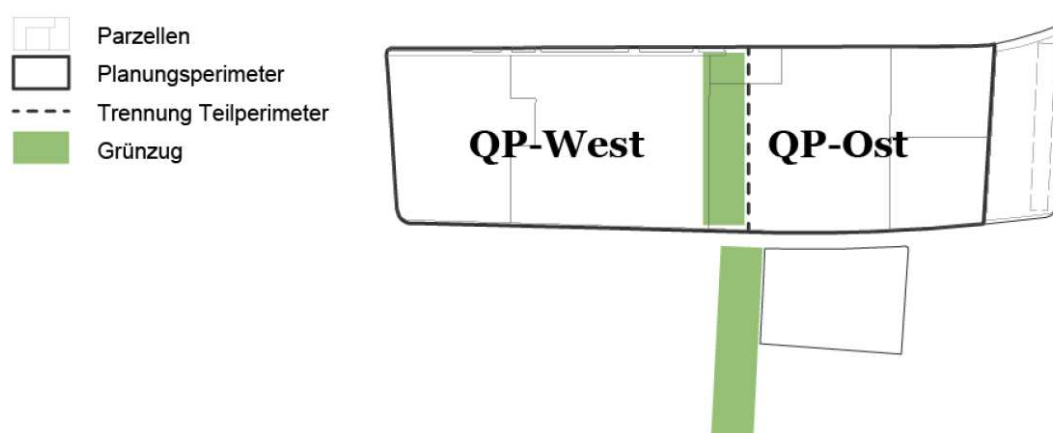 Parzellen
Planungsperimeter
Trennung Teilperimeter
Grünzug
QP-West
QP-Ost